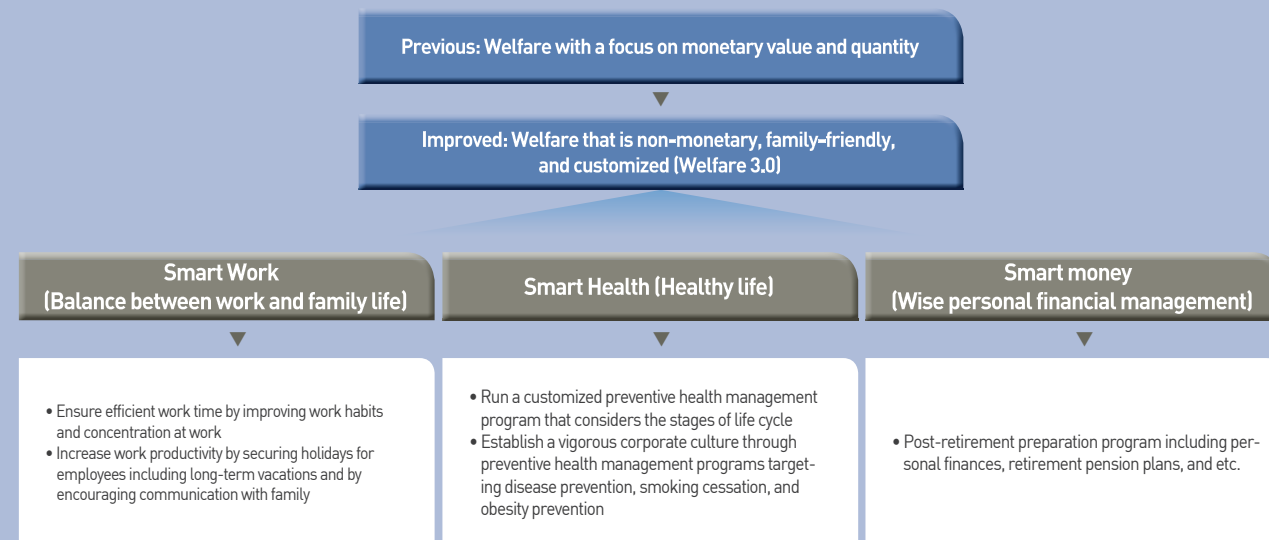 Previous: Welfare with a focus on monetary value and quantity
Improved: Welfare that is non-monetary, family-friendly,
and customized (Welfare 3.0)
Smart Work
(Balance between work and family life)
• Ensure efficient work time by improving work habits
and concentration at work
• Increase work productivity by securing holidays for
employees including long-term vacations and by
encouraging communication with family
Smart Health (Healthy life)
• Run a customized preventive health management
program that considers the stages of life cycle
• Establish a vigorous corporate culture through
preventive health management programs target-
ing disease prevention, smoking cessation, and
obesity prevention
Smart money
(Wise personal financial management)
• Post-retirement preparation program including per-
sonal finances, retirement pension plans, and etc.